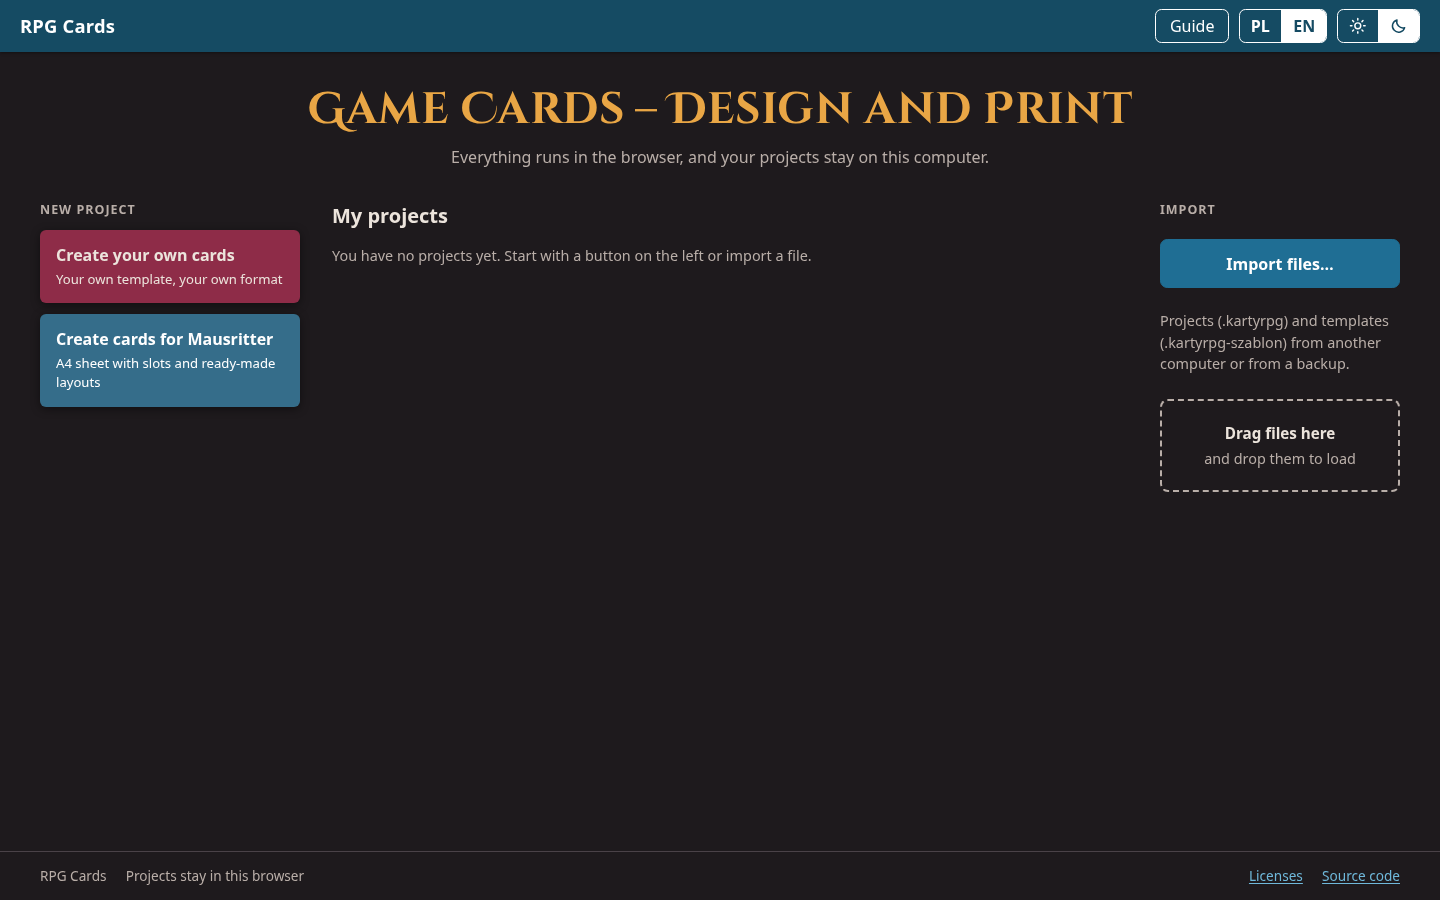 RPG Cards
Guide
PL
EN
Game Cards – Design and Print
Everything runs in the browser, and your projects stay on this computer.
NEW PROJECT
Create your own cards
Your own template, your own format
Create cards for Mausritter
A4 sheet with slots and ready-made
layouts
My projects
You have no projects yet. Start with a button on the left or import a file.
IMPORT
Import files…
Projects (.kartyrpg) and templates
(.kartyrpg-szablon) from another
computer or from a backup.
Drag files here
and drop them to load
RPG Cards
Projects stay in this browser
Licenses
Source code